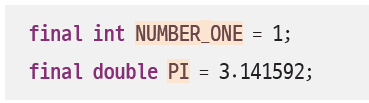 final int NUMBER_ONE = 1;
final double PI = 3.141592;